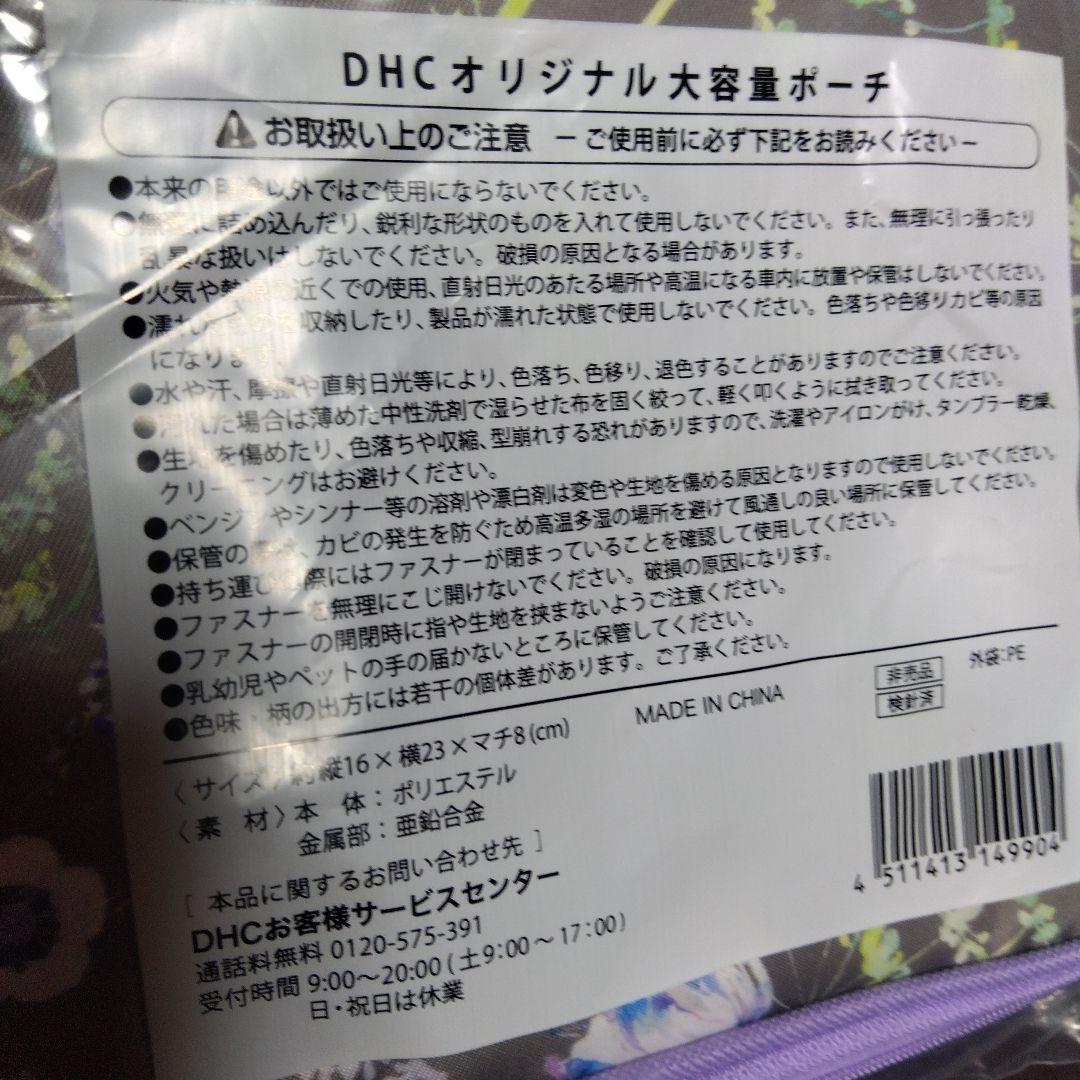 DHCオリジナル大容量ポーチ
お取扱い上のご注意 ーご使用前に必ず下記をお読みくださいー
●本来の用途以外ではご使用にならないでください。
●無理に詰め込んだり、鋭利な形状のものを入れて使用しないでください。また、無理に引っ張ったり
乱暴な扱いはしないでください。破損の原因となる場合があります。
●火気や熱源の近くでの使用、直射日光のあたる場所や高温になる車内に放置や保管はしないでください。
●濡れたものを収納したり、製品が濡れた状態で使用しないでください。色落ちや色移りカビ等の原因
になります。
●水や汗、摩擦や直射日光等により、色落ち、色移り、退色することがありますのでご注意ください。
●汚れた場合は薄めた中性洗剤で湿らせた布を固く絞って、軽く叩くように拭き取ってください。
●生地を傷めたり、色落ちや収縮、型崩れする恐れがありますので、洗濯やアイロンがけ、タンブラー乾燥、
クリーニングはお避けください。
●ベンジンやシンナー等の溶剤や漂白剤は変色や生地を傷める原因となりますので使用しないでください。
●保管の際は、カビの発生を防ぐため高温多湿の場所を避けて風通しの良い場所に保管してください。
●持ち運びの際にはファスナーが閉まっていることを確認して使用してください。
●ファスナーを無理にこじ開けないでください。破損の原因になります。
●ファスナーの開閉時に指や生地を挟まないようご注意ください。
●乳幼児やペットの手の届かないところに保管してください。
●色味・柄の出方には若干の個体差があります。ご了承ください。
〈サイズ〉約縦16×横23×マチ8(cm)
MADE IN CHINA
非売品
検針済
外袋:PE
〈素 材〉本 体:ポリエステル
金属部:亜鉛合金
[ 本品に関するお問い合わせ先 ]
DHCお客様サービスセンター
通話料無料 0120-575-391
受付時間 9:00～20:00(土9:00～17:00)
日・祝日は休業
4 511413 149904